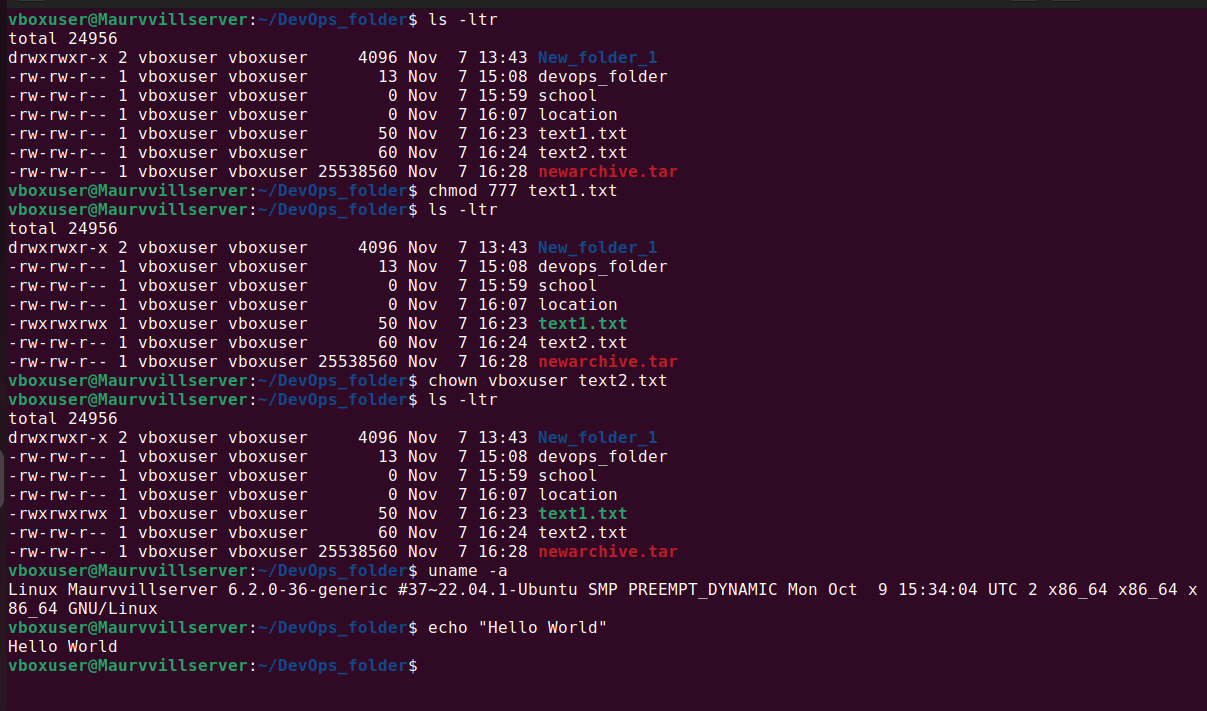 vboxuser@Maurvvillserver:~/DevOps_folder$ ls -ltr
total 24956
drwxrwxr-x 2 vboxuser vboxuser     4096 Nov  7 13:43 New_folder_1
-rw-rw-r-- 1 vboxuser vboxuser       13 Nov  7 15:08 devops_folder
-rw-rw-r-- 1 vboxuser vboxuser        0 Nov  7 15:59 school
-rw-rw-r-- 1 vboxuser vboxuser        0 Nov  7 16:07 location
-rw-rw-r-- 1 vboxuser vboxuser       50 Nov  7 16:23 text1.txt
-rw-rw-r-- 1 vboxuser vboxuser       60 Nov  7 16:24 text2.txt
-rw-rw-r-- 1 vboxuser vboxuser 25538560 Nov  7 16:28 newarchive.tar
vboxuser@Maurvvillserver:~/DevOps_folder$ chmod 777 text1.txt
vboxuser@Maurvvillserver:~/DevOps_folder$ ls -ltr
total 24956
drwxrwxr-x 2 vboxuser vboxuser     4096 Nov  7 13:43 New_folder_1
-rw-rw-r-- 1 vboxuser vboxuser       13 Nov  7 15:08 devops_folder
-rw-rw-r-- 1 vboxuser vboxuser        0 Nov  7 15:59 school
-rw-rw-r-- 1 vboxuser vboxuser        0 Nov  7 16:07 location
-rwxrwxrwx 1 vboxuser vboxuser       50 Nov  7 16:23 text1.txt
-rw-rw-r-- 1 vboxuser vboxuser       60 Nov  7 16:24 text2.txt
-rw-rw-r-- 1 vboxuser vboxuser 25538560 Nov  7 16:28 newarchive.tar
vboxuser@Maurvvillserver:~/DevOps_folder$ chown vboxuser text2.txt
vboxuser@Maurvvillserver:~/DevOps_folder$ ls -ltr
total 24956
drwxrwxr-x 2 vboxuser vboxuser     4096 Nov  7 13:43 New_folder_1
-rw-rw-r-- 1 vboxuser vboxuser       13 Nov  7 15:08 devops_folder
-rw-rw-r-- 1 vboxuser vboxuser        0 Nov  7 15:59 school
-rw-rw-r-- 1 vboxuser vboxuser        0 Nov  7 16:07 location
-rwxrwxrwx 1 vboxuser vboxuser       50 Nov  7 16:23 text1.txt
-rw-rw-r-- 1 vboxuser vboxuser       60 Nov  7 16:24 text2.txt
-rw-rw-r-- 1 vboxuser vboxuser 25538560 Nov  7 16:28 newarchive.tar
vboxuser@Maurvvillserver:~/DevOps_folder$ uname -a
Linux Maurvvillserver 6.2.0-36-generic #37~22.04.1-Ubuntu SMP PREEMPT_DYNAMIC Mon Oct  9 15:34:04 UTC 2 x86_64 x86_64 x
86_64 GNU/Linux
vboxuser@Maurvvillserver:~/DevOps_folder$ echo "Hello World"
Hello World
vboxuser@Maurvvillserver:~/DevOps_folder$